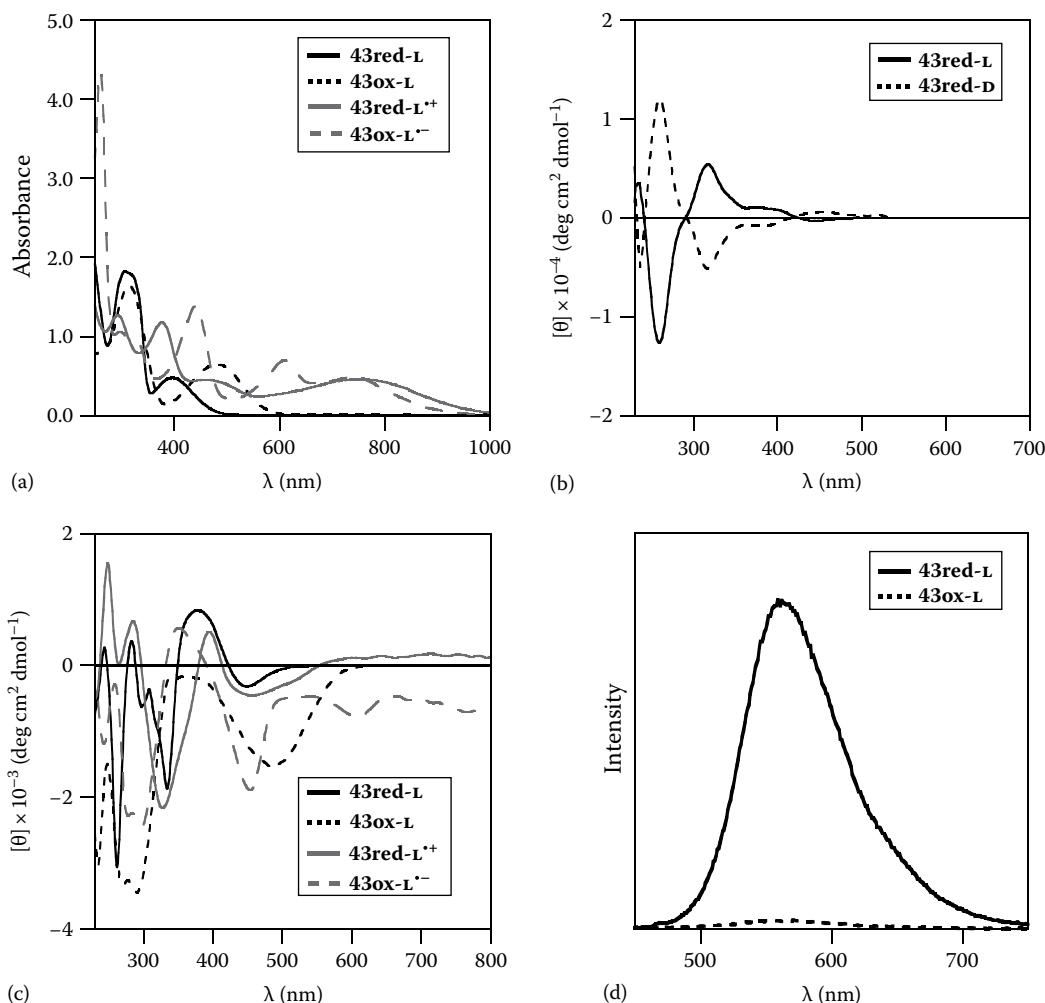 5.0
4.0
3.0
2.0
1.0
0.0
Absorbance
43red-ʟ
43ox-ʟ
43red-ʟ•+
43ox-ʟ•−
400 600 800 1000
λ (nm)
(a)
2
1
0
−1
−2
[θ] × 10−4 (deg cm2 dmol−1)
43red-ʟ
43red-ᴅ
300 400 500 600 700
λ (nm)
(b)
2
0
−2
−4
[θ] × 10−3 (deg cm2 dmol−1)
43red-ʟ
43ox-ʟ
43red-ʟ•+
43ox-ʟ•−
300 400 500 600 700 800
λ (nm)
(c)
Intensity
43red-ʟ
43ox-ʟ
500 600 700
λ (nm)
(d)